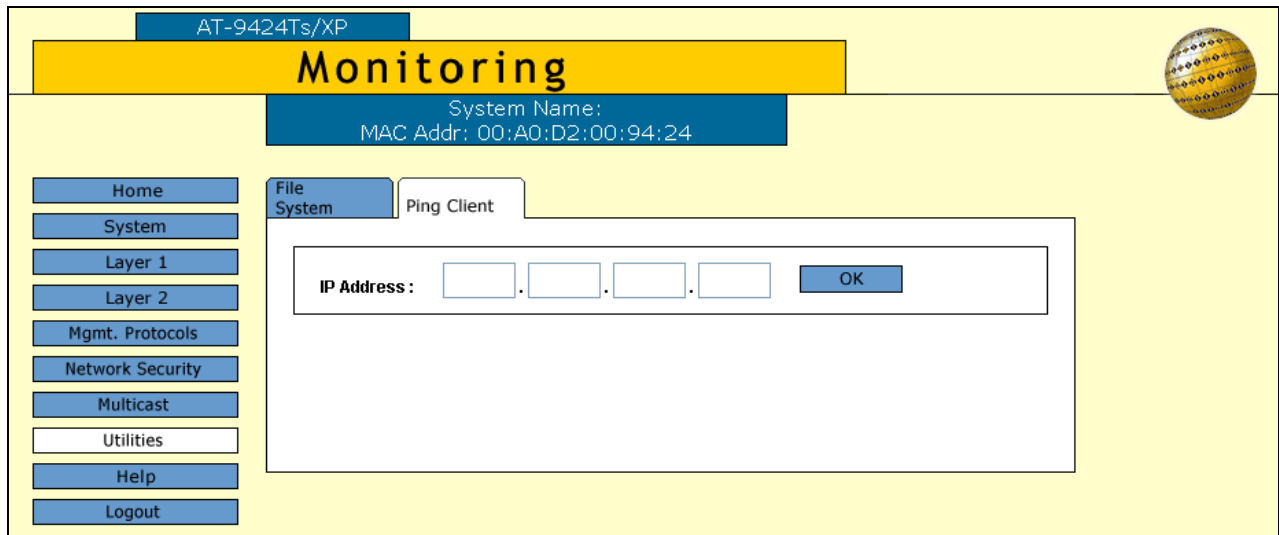 AT-9424Ts/XP
Monitoring
System Name:
MAC Addr: 00:A0:D2:00:94:24
Home
System
Layer 1
Layer 2
Mgmt. Protocols
Network Security
Multicast
Utilities
Help
Logout
File
System
Ping Client
IP Address : . . .
OK